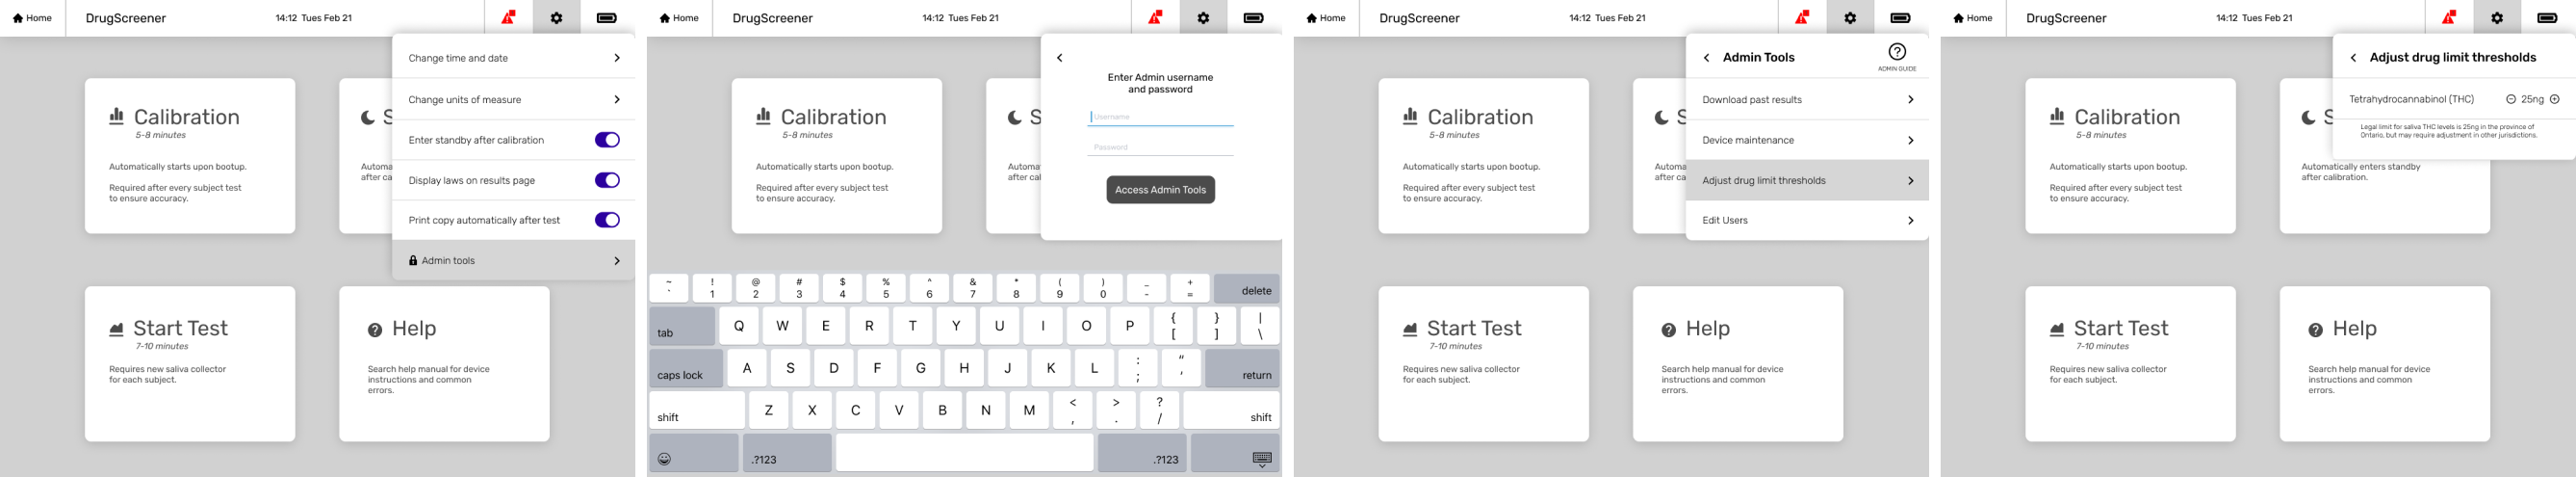 Home
DrugScreener
14:12 Tues Feb 21
Change time and date
Change units of measure
Enter standby after calibration
Display laws on results page
Print copy automatically after test
Admin tools
Calibration
5-8 minutes
Automatically starts upon bootup.
Required after every subject test
to ensure accuracy.
S
Automa
after ca
Start Test
7-10 minutes
Requires new saliva collector
for each subject.
Help
Search help manual for device
instructions and common
errors.
Home
DrugScreener
14:12 Tues Feb 21
Enter Admin username
and password
Username
Password
Access Admin Tools
Calibration
5-8 minutes
Automatically starts upon bootup.
Required after every subject test
to ensure accuracy.
S
Automa
after cal
~ ! @ # $ % ^ & * ( ) _ +
` 1 2 3 4 5 6 7 8 9 0 - = delete
tab Q W E R T Y U I O P { [ } ] | \
caps lock A S D F G H J K L : ; " ' return
shift Z X C V B N M < , > . ? / shift
.?123 .?123
Home
DrugScreener
14:12 Tues Feb 21
Admin Tools
ADMIN GUIDE
Download past results
Device maintenance
Adjust drug limit thresholds
Edit Users
Calibration
5-8 minutes
Automatically starts upon bootup.
Required after every subject test
to ensure accuracy.
S
Automa
after ca
Start Test
7-10 minutes
Requires new saliva collector
for each subject.
Help
Search help manual for device
instructions and common
errors.
Home
DrugScreener
14:12 Tues Feb 21
Adjust drug limit thresholds
Tetrahydrocannabinol (THC) 25ng
Legal limit for saliva THC levels is 25ng in the province of
Ontario, but may require adjustment in other jurisdictions.
Calibration
5-8 minutes
Automatically starts upon bootup.
Required after every subject test
to ensure accuracy.
S
Automatically enters standby
after calibration.
Start Test
7-10 minutes
Requires new saliva collector
for each subject.
Help
Search help manual for device
instructions and common
errors.